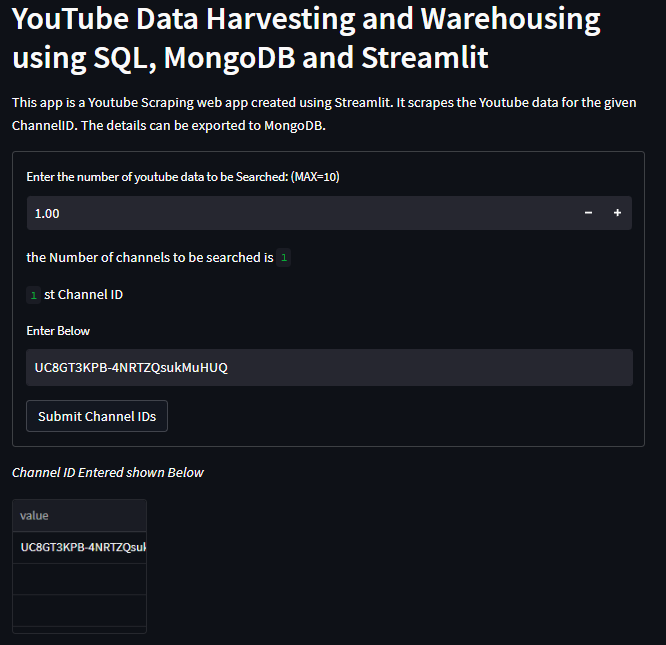 YouTube Data Harvesting and Warehousing
using SQL, MongoDB and Streamlit
This app is a Youtube Scraping web app created using Streamlit. It scrapes the Youtube data for the given
ChannelID. The details can be exported to MongoDB.
Enter the number of youtube data to be Searched: (MAX=10)
1.00 − +
the Number of channels to be searched is 1
1 st Channel ID
Enter Below
UC8GT3KPB-4NRTZQsukMuHUQ
Submit Channel IDs
Channel ID Entered shown Below
value
UC8GT3KPB-4NRTZQsuk